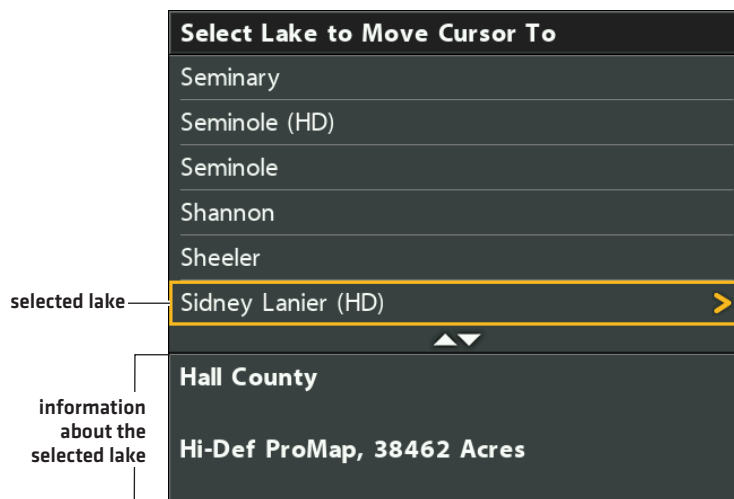 Select Lake to Move Cursor To
Seminary
Seminole (HD)
Seminole
Shannon
Sheeler
selected lake
Sidney Lanier (HD)
Hall County
information
about the
selected lake
Hi-Def ProMap, 38462 Acres